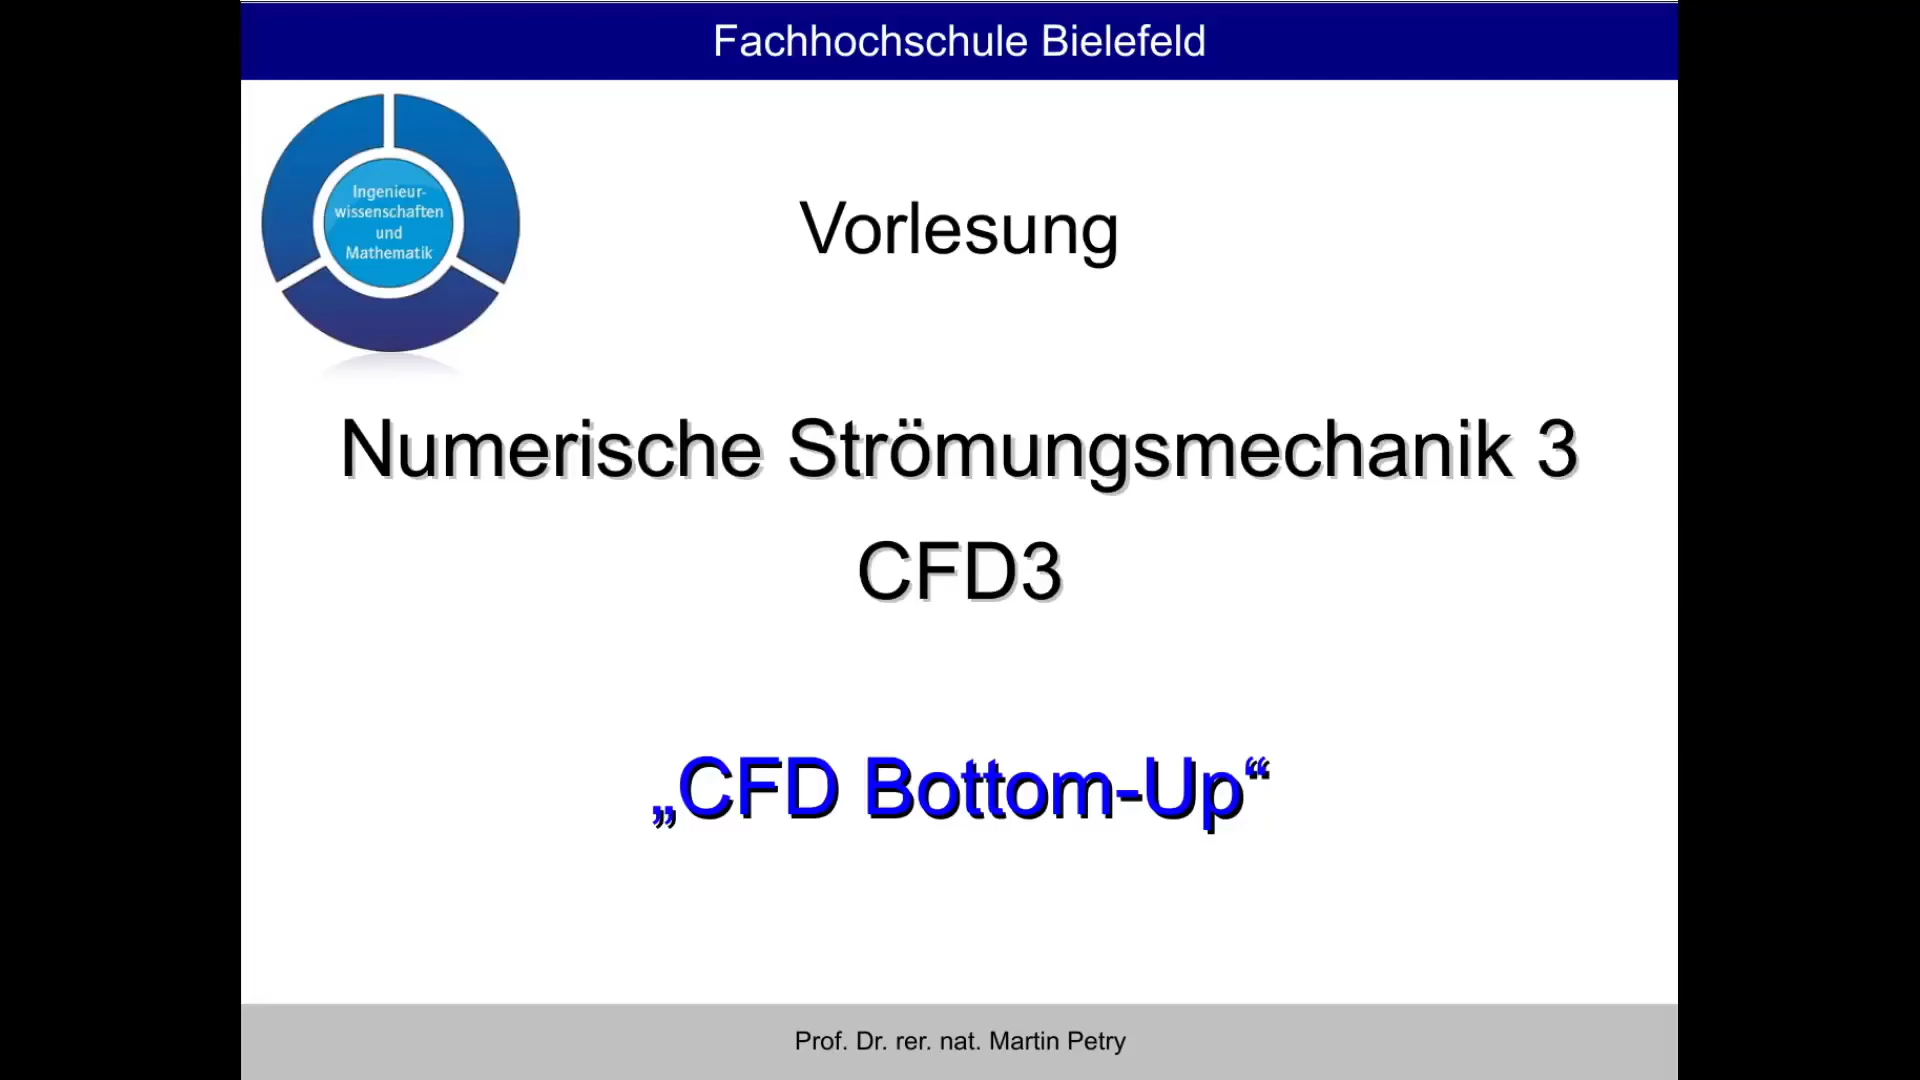 Fachhochschule Bielefeld
Ingenieur-
wissenschaften
und
Mathematik
Vorlesung
Numerische Strömungsmechanik 3
CFD3
„CFD Bottom-Up“
Prof. Dr. rer. nat. Martin Petry